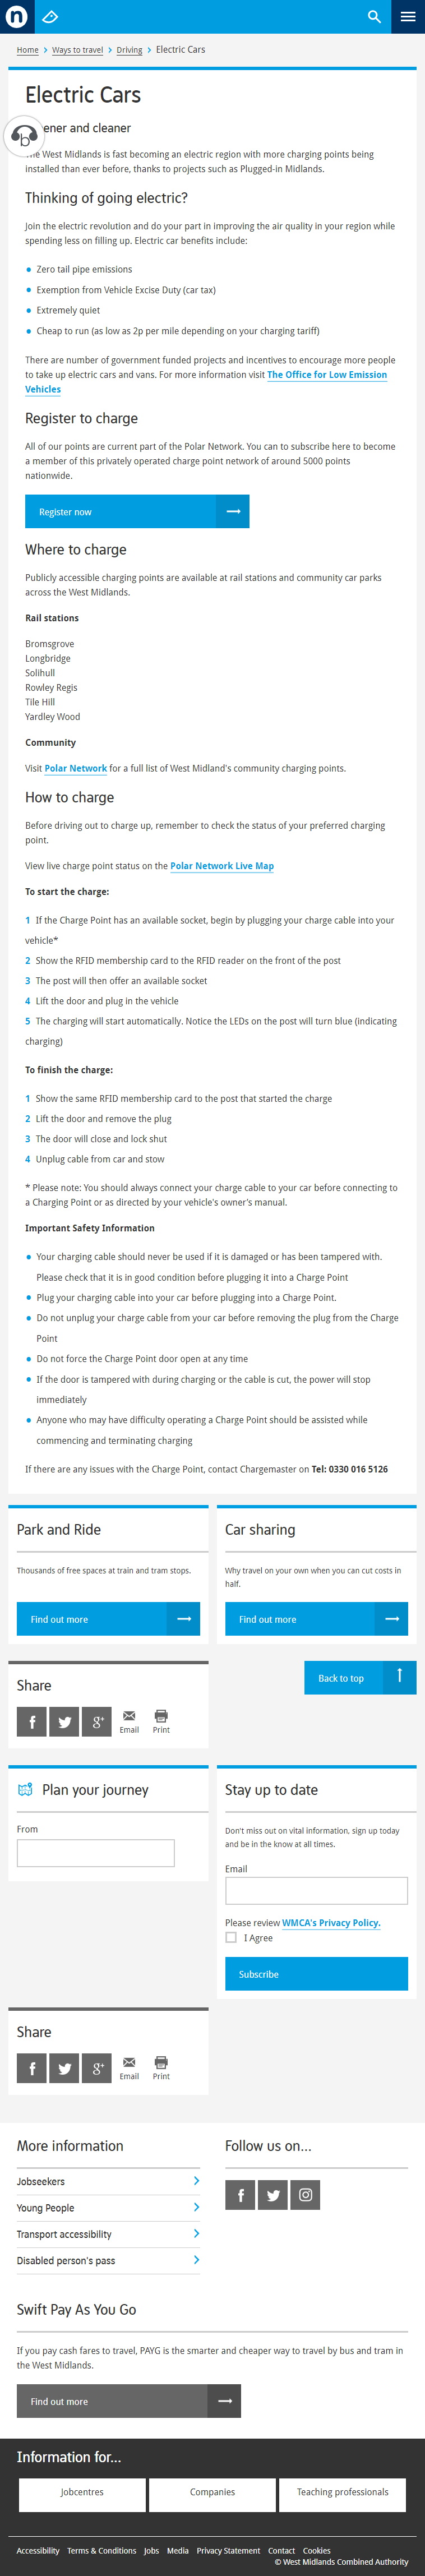 n
Home > Ways to travel > Driving > Electric Cars
Electric Cars
ener and cleaner
The West Midlands is fast becoming an electric region with more charging points being
installed than ever before, thanks to projects such as Plugged-in Midlands.
Thinking of going electric?
Join the electric revolution and do your part in improving the air quality in your region while
spending less on filling up. Electric car benefits include:
Zero tail pipe emissions
Exemption from Vehicle Excise Duty (car tax)
Extremely quiet
Cheap to run (as low as 2p per mile depending on your charging tariff)
There are number of government funded projects and incentives to encourage more people
to take up electric cars and vans. For more information visit The Office for Low Emission
Vehicles
Register to charge
All of our points are current part of the Polar Network. You can to subscribe here to become
a member of this privately operated charge point network of around 5000 points
nationwide.
Register now
Where to charge
Publicly accessible charging points are available at rail stations and community car parks
across the West Midlands.
Rail stations
Bromsgrove
Longbridge
Solihull
Rowley Regis
Tile Hill
Yardley Wood
Community
Visit Polar Network for a full list of West Midland's community charging points.
How to charge
Before driving out to charge up, remember to check the status of your preferred charging
point.
View live charge point status on the Polar Network Live Map
To start the charge:
1 If the Charge Point has an available socket, begin by plugging your charge cable into your
vehicle*
2 Show the RFID membership card to the RFID reader on the front of the post
3 The post will then offer an available socket
4 Lift the door and plug in the vehicle
5 The charging will start automatically. Notice the LEDs on the post will turn blue (indicating
charging)
To finish the charge:
1 Show the same RFID membership card to the post that started the charge
2 Lift the door and remove the plug
3 The door will close and lock shut
4 Unplug cable from car and stow
* Please note: You should always connect your charge cable to your car before connecting to
a Charging Point or as directed by your vehicle's owner's manual.
Important Safety Information
Your charging cable should never be used if it is damaged or has been tampered with.
Please check that it is in good condition before plugging it into a Charge Point
Plug your charging cable into your car before plugging into a Charge Point.
Do not unplug your charge cable from your car before removing the plug from the Charge
Point
Do not force the Charge Point door open at any time
If the door is tampered with during charging or the cable is cut, the power will stop
immediately
Anyone who may have difficulty operating a Charge Point should be assisted while
commencing and terminating charging
If there are any issues with the Charge Point, contact Chargemaster on Tel: 0330 016 5126
Park and Ride
Thousands of free spaces at train and tram stops.
Find out more
Car sharing
Why travel on your own when you can cut costs in
half.
Find out more
Share
Email
Print
Back to top
Plan your journey
From
Stay up to date
Don't miss out on vital information, sign up today
and be in the know at all times.
Email
Please review WMCA's Privacy Policy.
I Agree
Subscribe
Share
Email
Print
More information
Jobseekers
Young People
Transport accessibility
Disabled person's pass
Follow us on...
Swift Pay As You Go
If you pay cash fares to travel, PAYG is the smarter and cheaper way to travel by bus and tram in
the West Midlands.
Find out more
Information for...
Jobcentres
Companies
Teaching professionals
Accessibility Terms & Conditions Jobs Media Privacy Statement Contact Cookies
© West Midlands Combined Authority